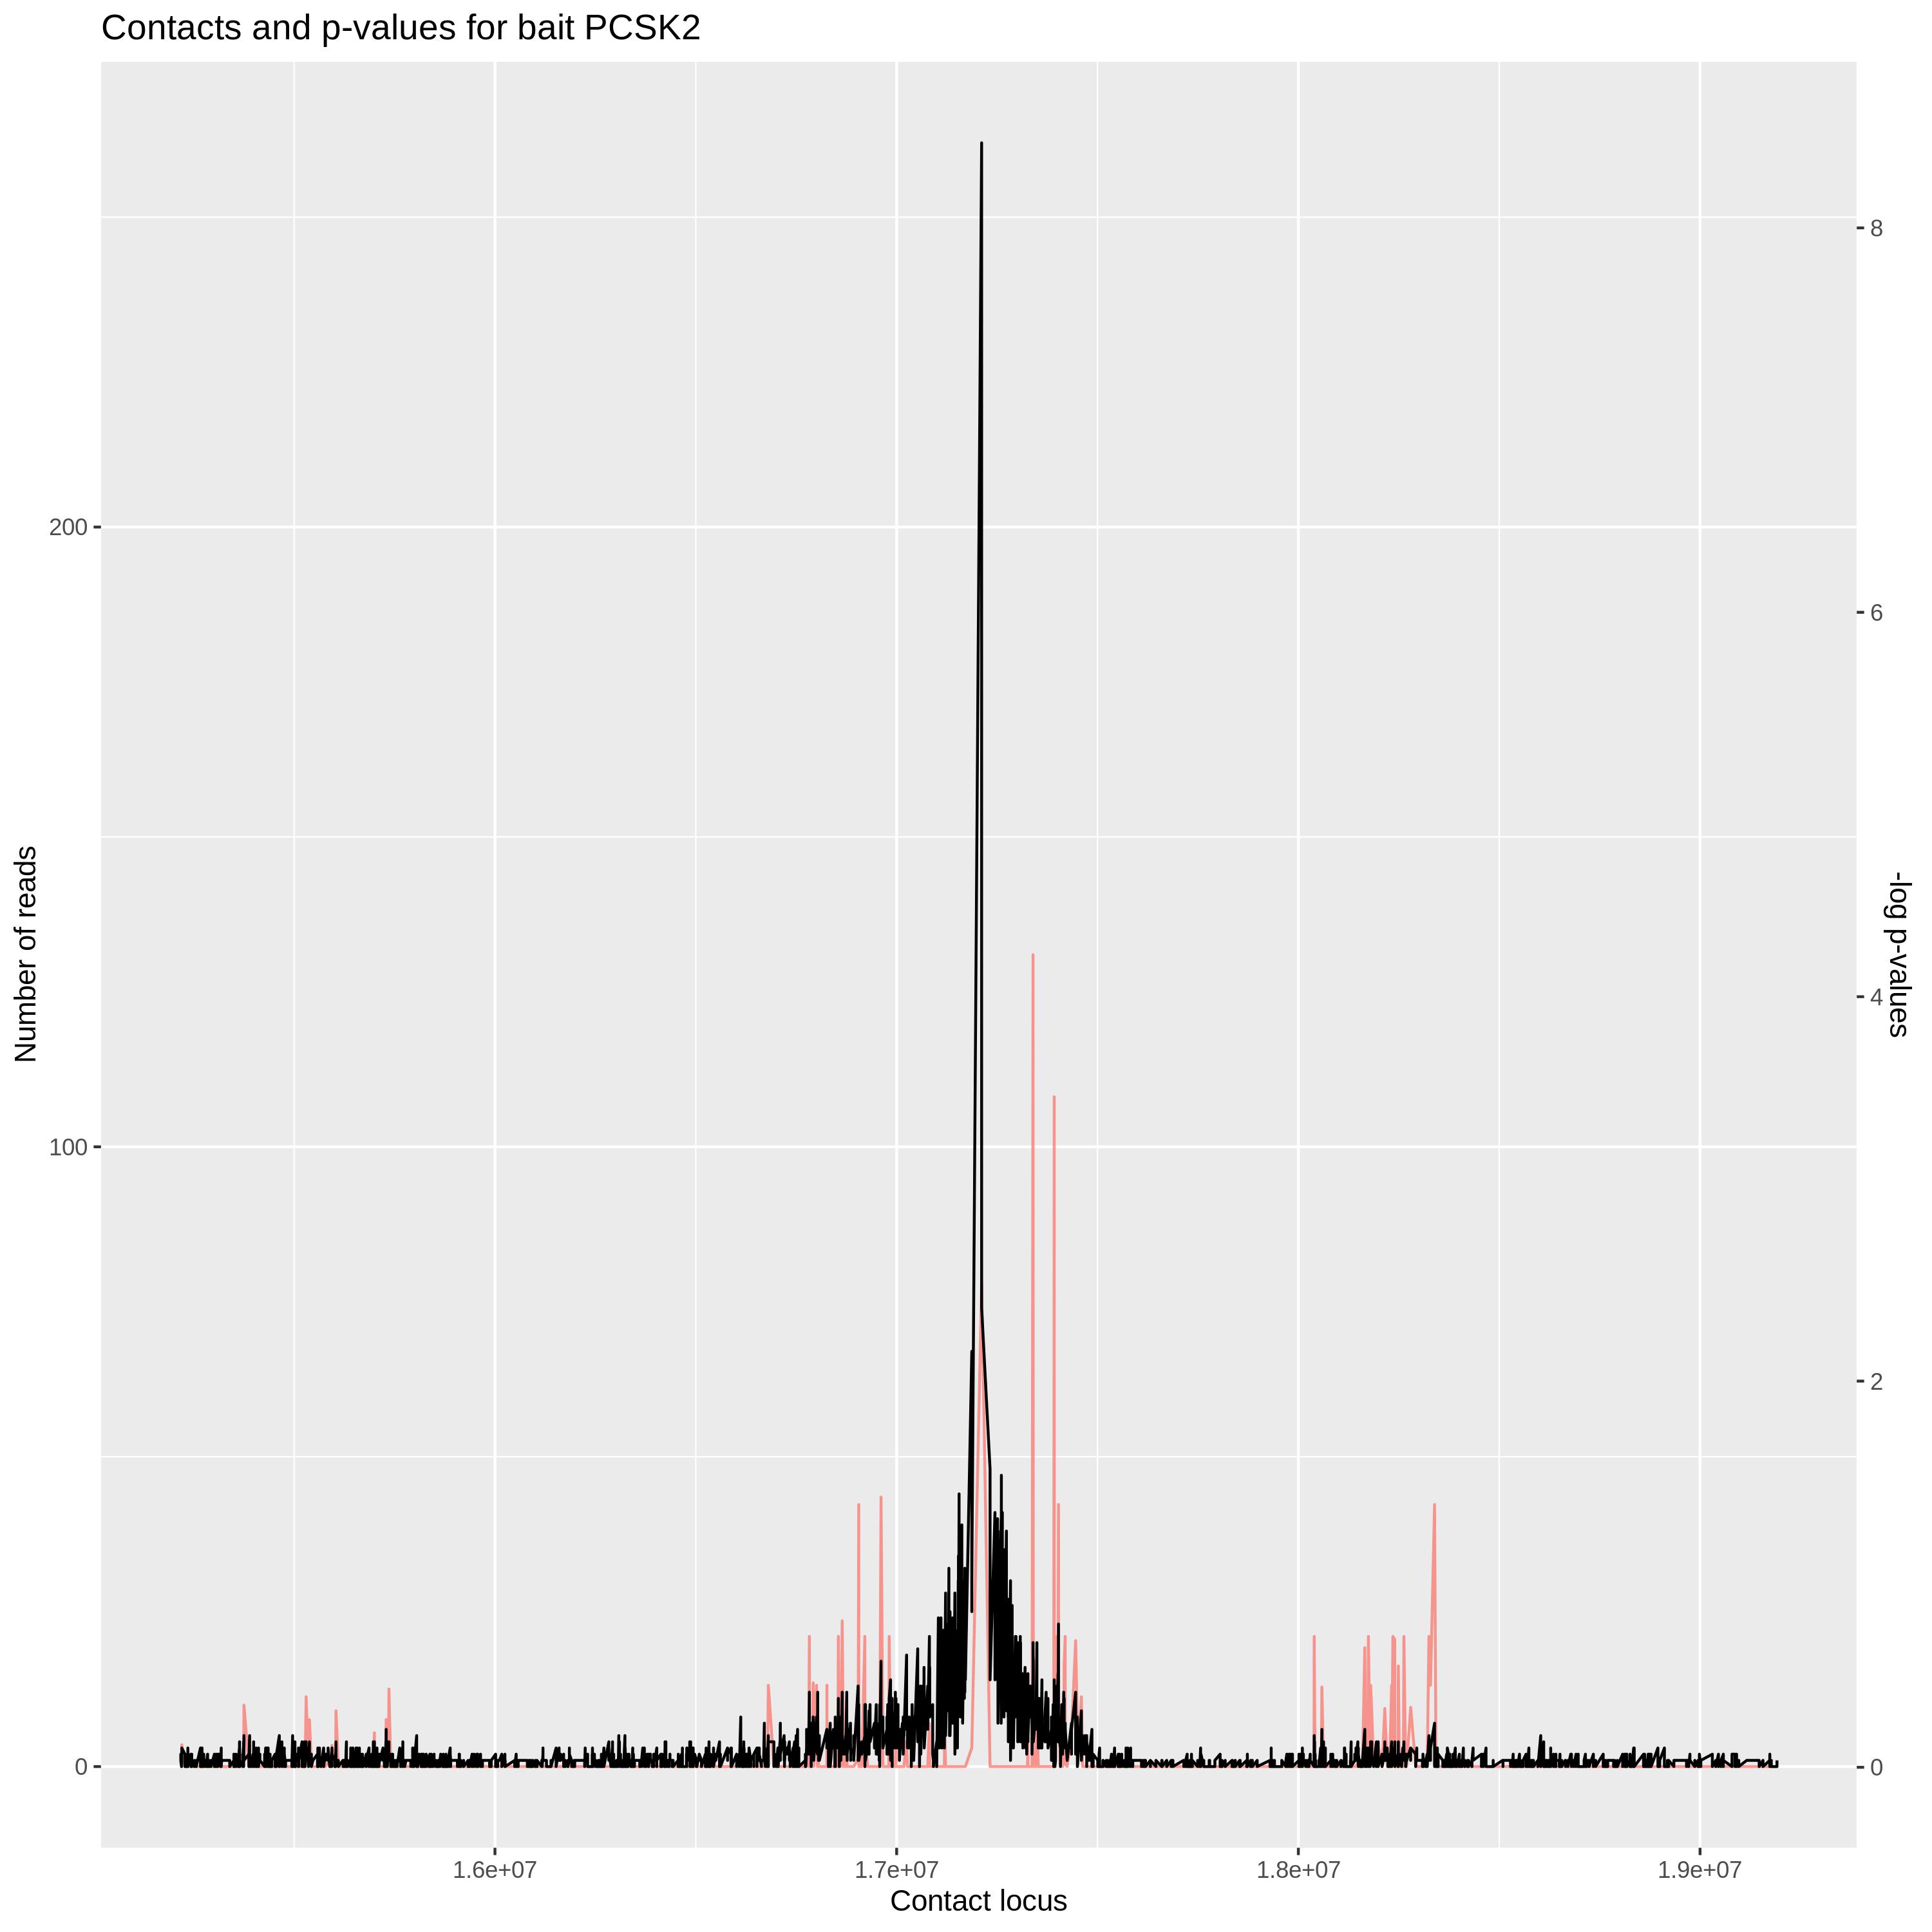 Contacts and p-values for bait PCSK2
Number of reads
200
100
0
8
6
4
2
0
-log p-values
1.6e+07
1.7e+07
1.8e+07
1.9e+07
Contact locus